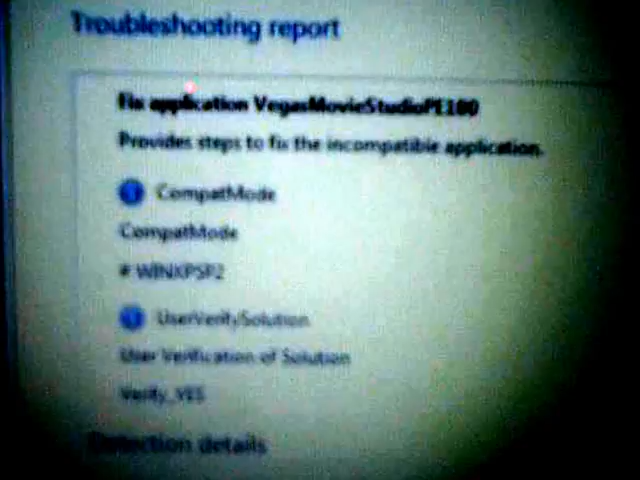 Troubleshooting report
Fix application VegasMovieStudioPE100
Provides steps to fix the incompatible application.
CompatMode
CompatMode
# WINXPSP2
UserVerifySolution
User Verification of Solution
Verify_YES
Detection details